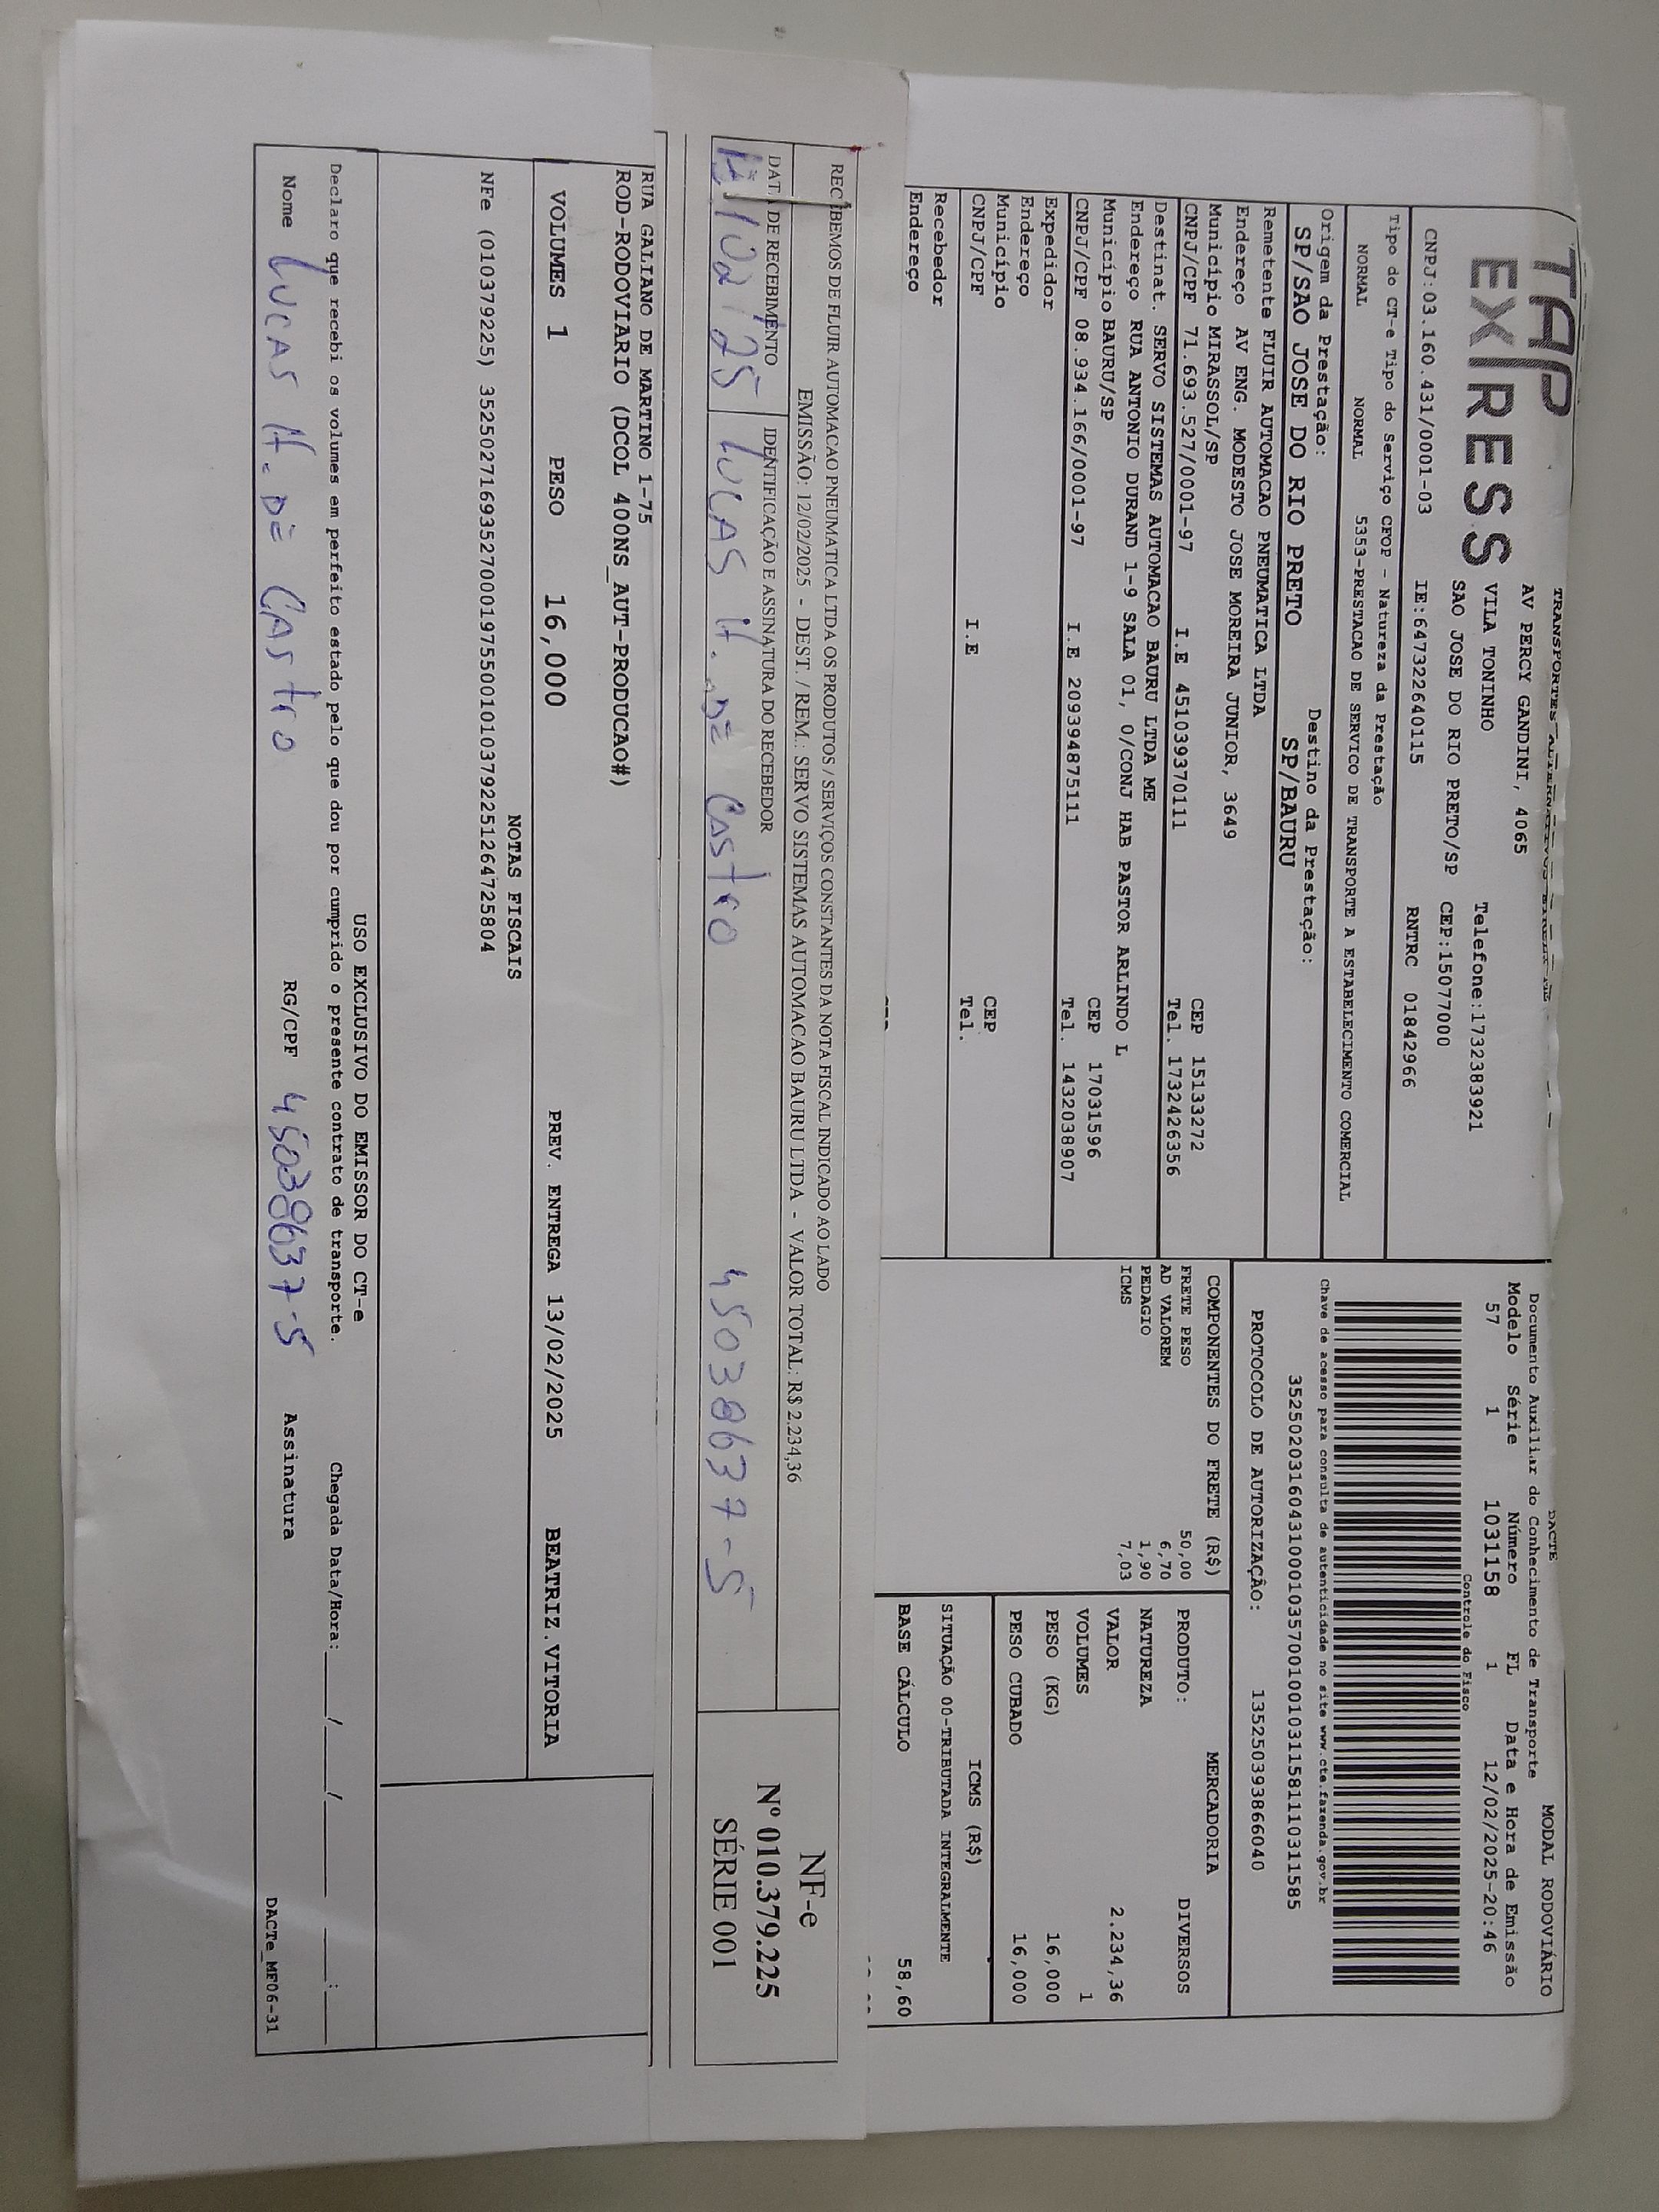 TAP
EXPRESS
AV PERCY GANDINI, 4065
VILA TONINHO Telefone:1732383921
SAO JOSE DO RIO PRETO/SP CEP:15077000
CNPJ:03.160.431/0001-03 IE:647322640115 RNTRC 01842966
Tipo do CT-e Tipo do Serviço CFOP - Natureza da Prestação
NORMAL NORMAL 5353-PRESTACAO DE SERVICO DE TRANSPORTE A ESTABELECIMENTO COMERCIAL
Origem da Prestação: Destino da Prestação:
SP/SAO JOSE DO RIO PRETO SP/BAURU
Remetente FLUIR AUTOMACAO PNEUMATICA LTDA
Endereço AV ENG. MODESTO JOSE MOREIRA JUNIOR, 3649
Município MIRASSOL/SP CEP 15133272
CNPJ/CPF 71.693.527/0001-97 I.E 451039370111 Tel. 1732426356
Destinat. SERVO SISTEMAS AUTOMACAO BAURU LTDA ME
Endereço RUA ANTONIO DURAND 1-9 SALA 01, 0/CONJ HAB PASTOR ARLINDO L
Município BAURU/SP CEP 17031596
CNPJ/CPF 08.934.166/0001-97 I.E 209394875111 Tel. 1432038907
Expedidor
Endereço
Município CEP
CNPJ/CPF I.E Tel.
Recebedor
Endereço
DACTE MODAL RODOVIÁRIO
Documento Auxiliar do Conhecimento de Transporte
Modelo Série Número FL Data e Hora de Emissão
57 1 1031158 1 12/02/2025-20:46
Controle do Fisco
Chave de acesso para consulta de autenticidade no site www.cte.fazenda.gov.br
35250203160431000103570010010311581110311585
PROTOCOLO DE AUTORIZAÇÃO: 135250393866040
COMPONENTES DO FRETE (R$)
FRETE PESO 50,00
AD VALOREM 6,70
PEDAGIO 1,90
ICMS 7,03
MERCADORIA
PRODUTO: DIVERSOS
NATUREZA
VALOR 2.234,36
VOLUMES 1
PESO (KG) 16,000
PESO CUBADO 16,000
ICMS (R$)
SITUAÇÃO 00-TRIBUTADA INTEGRALMENTE
BASE CÁLCULO 58,60
RECEBEMOS DE FLUIR AUTOMACAO PNEUMATICA LTDA OS PRODUTOS / SERVIÇOS CONSTANTES DA NOTA FISCAL INDICADO AO LADO
EMISSÃO: 12/02/2025 - DEST. / REM.: SERVO SISTEMAS AUTOMACAO BAURU LTDA - VALOR TOTAL: R$ 2.234,36
DATA DE RECEBIMENTO IDENTIFICAÇÃO E ASSINATURA DO RECEBEDOR
/02/25 Lucas H. De Castro 45038637-5
NF-e
Nº 010.379.225
SÉRIE 001
RUA GALIANO DE MARTINO 1-75
ROD-RODOVIARIO (DCOL 400NS_AUT-PRODUCAO#)
VOLUMES 1 PESO 16,000 PREV. ENTREGA 13/02/2025 BEATRIZ.VITORIA
NOTAS FISCAIS
NFe (010379225) 35250271693527000197550010103792251264725804
USO EXCLUSIVO DO EMISSOR DO CT-e
Declaro que recebi os volumes em perfeito estado pelo que dou por cumprido o presente contrato de transporte. Chegada Data/Hora:____/____/____ ____:____
Nome Lucas H. De Castro RG/CPF 45038637-5 Assinatura
DACTe_MF06-31